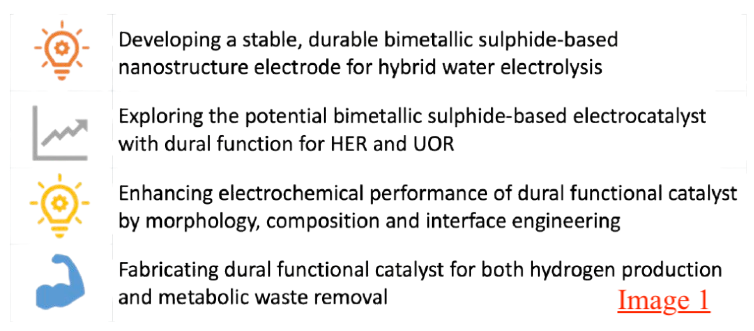 Developing a stable, durable bimetallic sulphide-based
nanostructure electrode for hybrid water electrolysis
Exploring the potential bimetallic sulphide-based electrocatalyst
with dural function for HER and UOR
Enhancing electrochemical performance of dural functional catalyst
by morphology, composition and interface engineering
Fabricating dural functional catalyst for both hydrogen production
and metabolic waste removal
Image 1